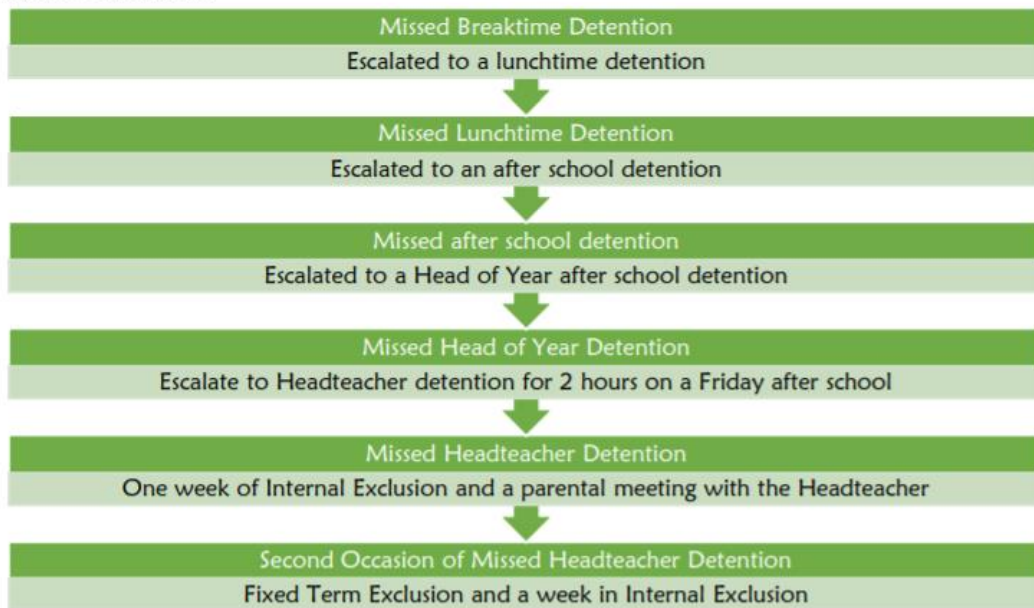 Missed Breaktime Detention
Escalated to a lunchtime detention
Missed Lunchtime Detention
Escalated to an after school detention
Missed after school detention
Escalated to a Head of Year after school detention
Missed Head of Year Detention
Escalate to Headteacher detention for 2 hours on a Friday after school
Missed Headteacher Detention
One week of Internal Exclusion and a parental meeting with the Headteacher
Second Occasion of Missed Headteacher Detention
Fixed Term Exclusion and a week in Internal Exclusion